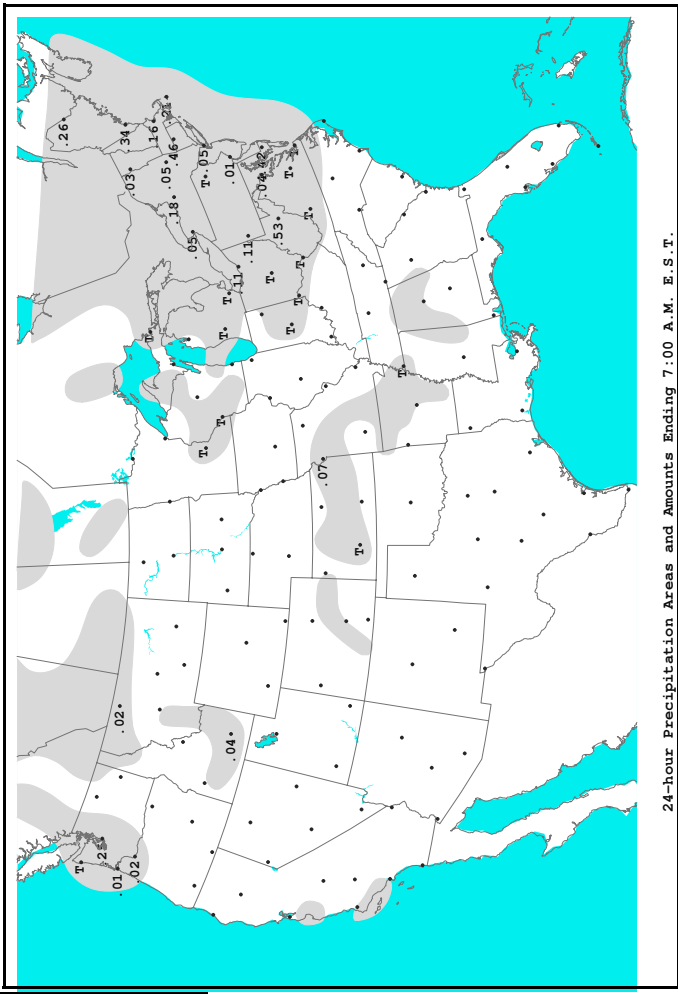 .26
T
.25
.01
.02
.34
.02
.03
T
.16
.05
.21
.18
.46
.05
T
T
.05
T
T
T
.04
.01
.11
.11
.04
.42
T
.53
T
T
T
T
T
T
.07
T
T
24-hour Precipitation Areas and Amounts Ending 7:00 A.M. E.S.T.